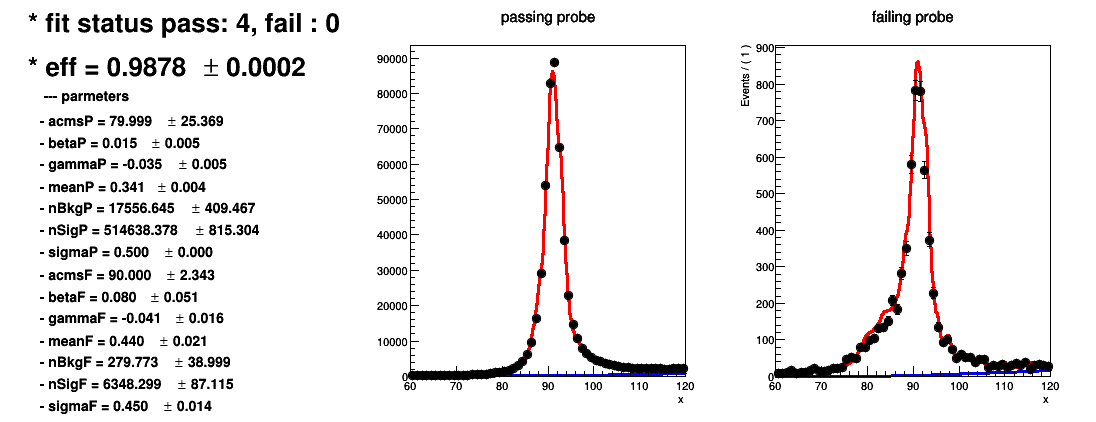 * fit status pass: 4, fail : 0
* eff = 0.9878 ± 0.0002
--- parmeters
- acmsP = 79.999 ± 25.369
- betaP = 0.015 ± 0.005
- gammaP = -0.035 ± 0.005
- meanP = 0.341 ± 0.004
- nBkgP = 17556.645 ± 409.467
- nSigP = 514638.378 ± 815.304
- sigmaP = 0.500 ± 0.000
- acmsF = 90.000 ± 2.343
- betaF = 0.080 ± 0.051
- gammaF = -0.041 ± 0.016
- meanF = 0.440 ± 0.021
- nBkgF = 279.773 ± 38.999
- nSigF = 6348.299 ± 87.115
- sigmaF = 0.450 ± 0.014
passing probe
90000
80000
70000
60000
50000
40000
30000
20000
10000
0
60 70 80 90 100 110 120
x
failing probe
Events / ( 1 )
900
800
700
600
500
400
300
200
100
0
60 70 80 90 100 110 120
x